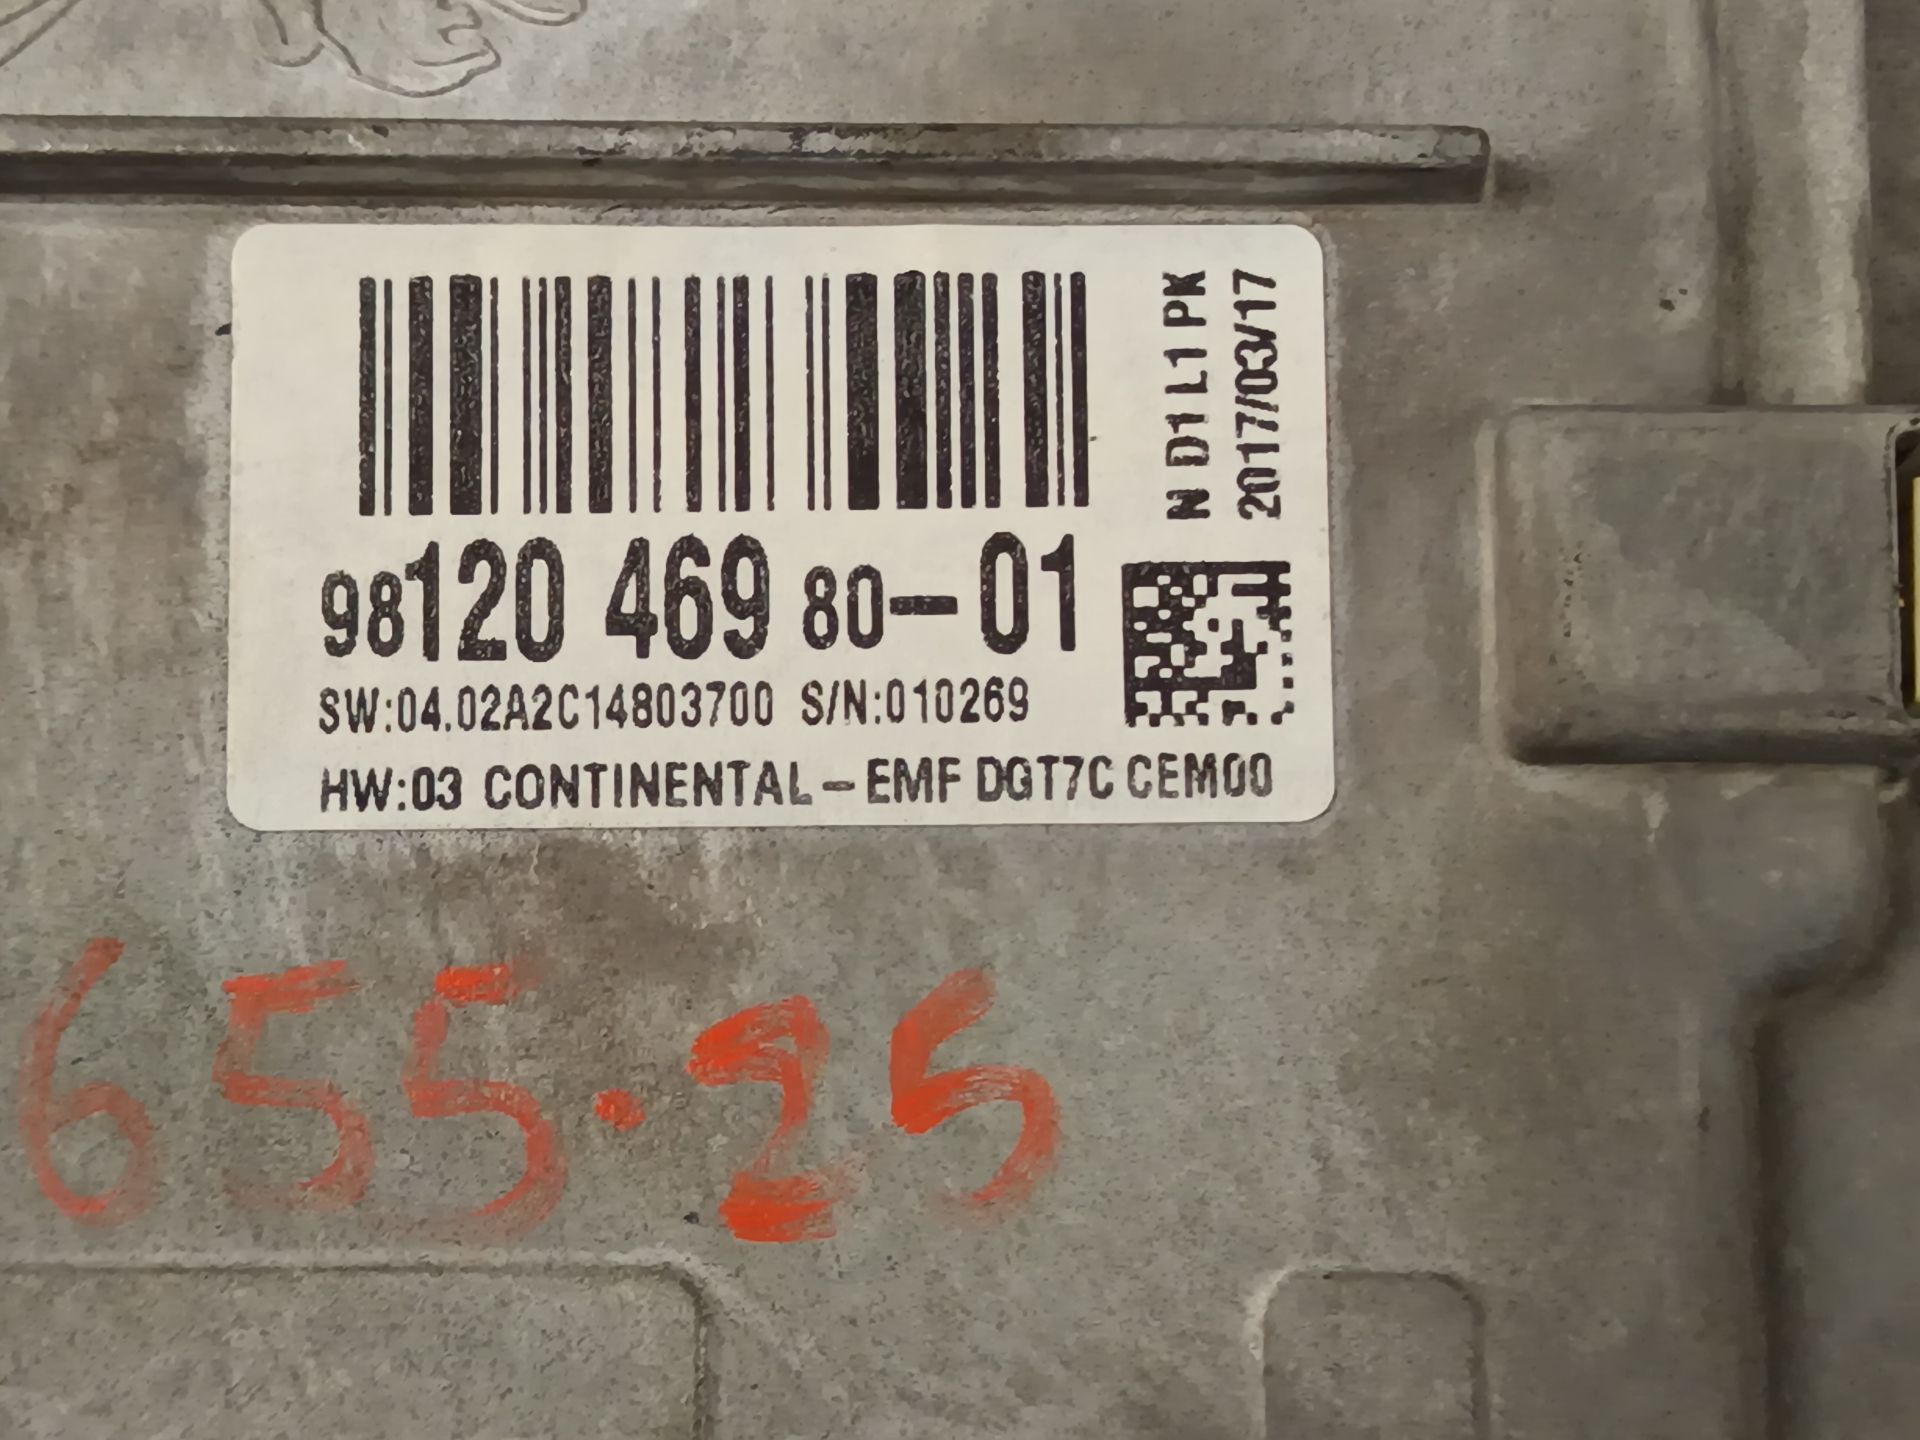 N D1 L1 PK
2017/03/17
98120 469 80-01
SW:04.02A2C14803700 S/N:010269
HW:03 CONTINENTAL-EMF DGT7C CEM00
655.25